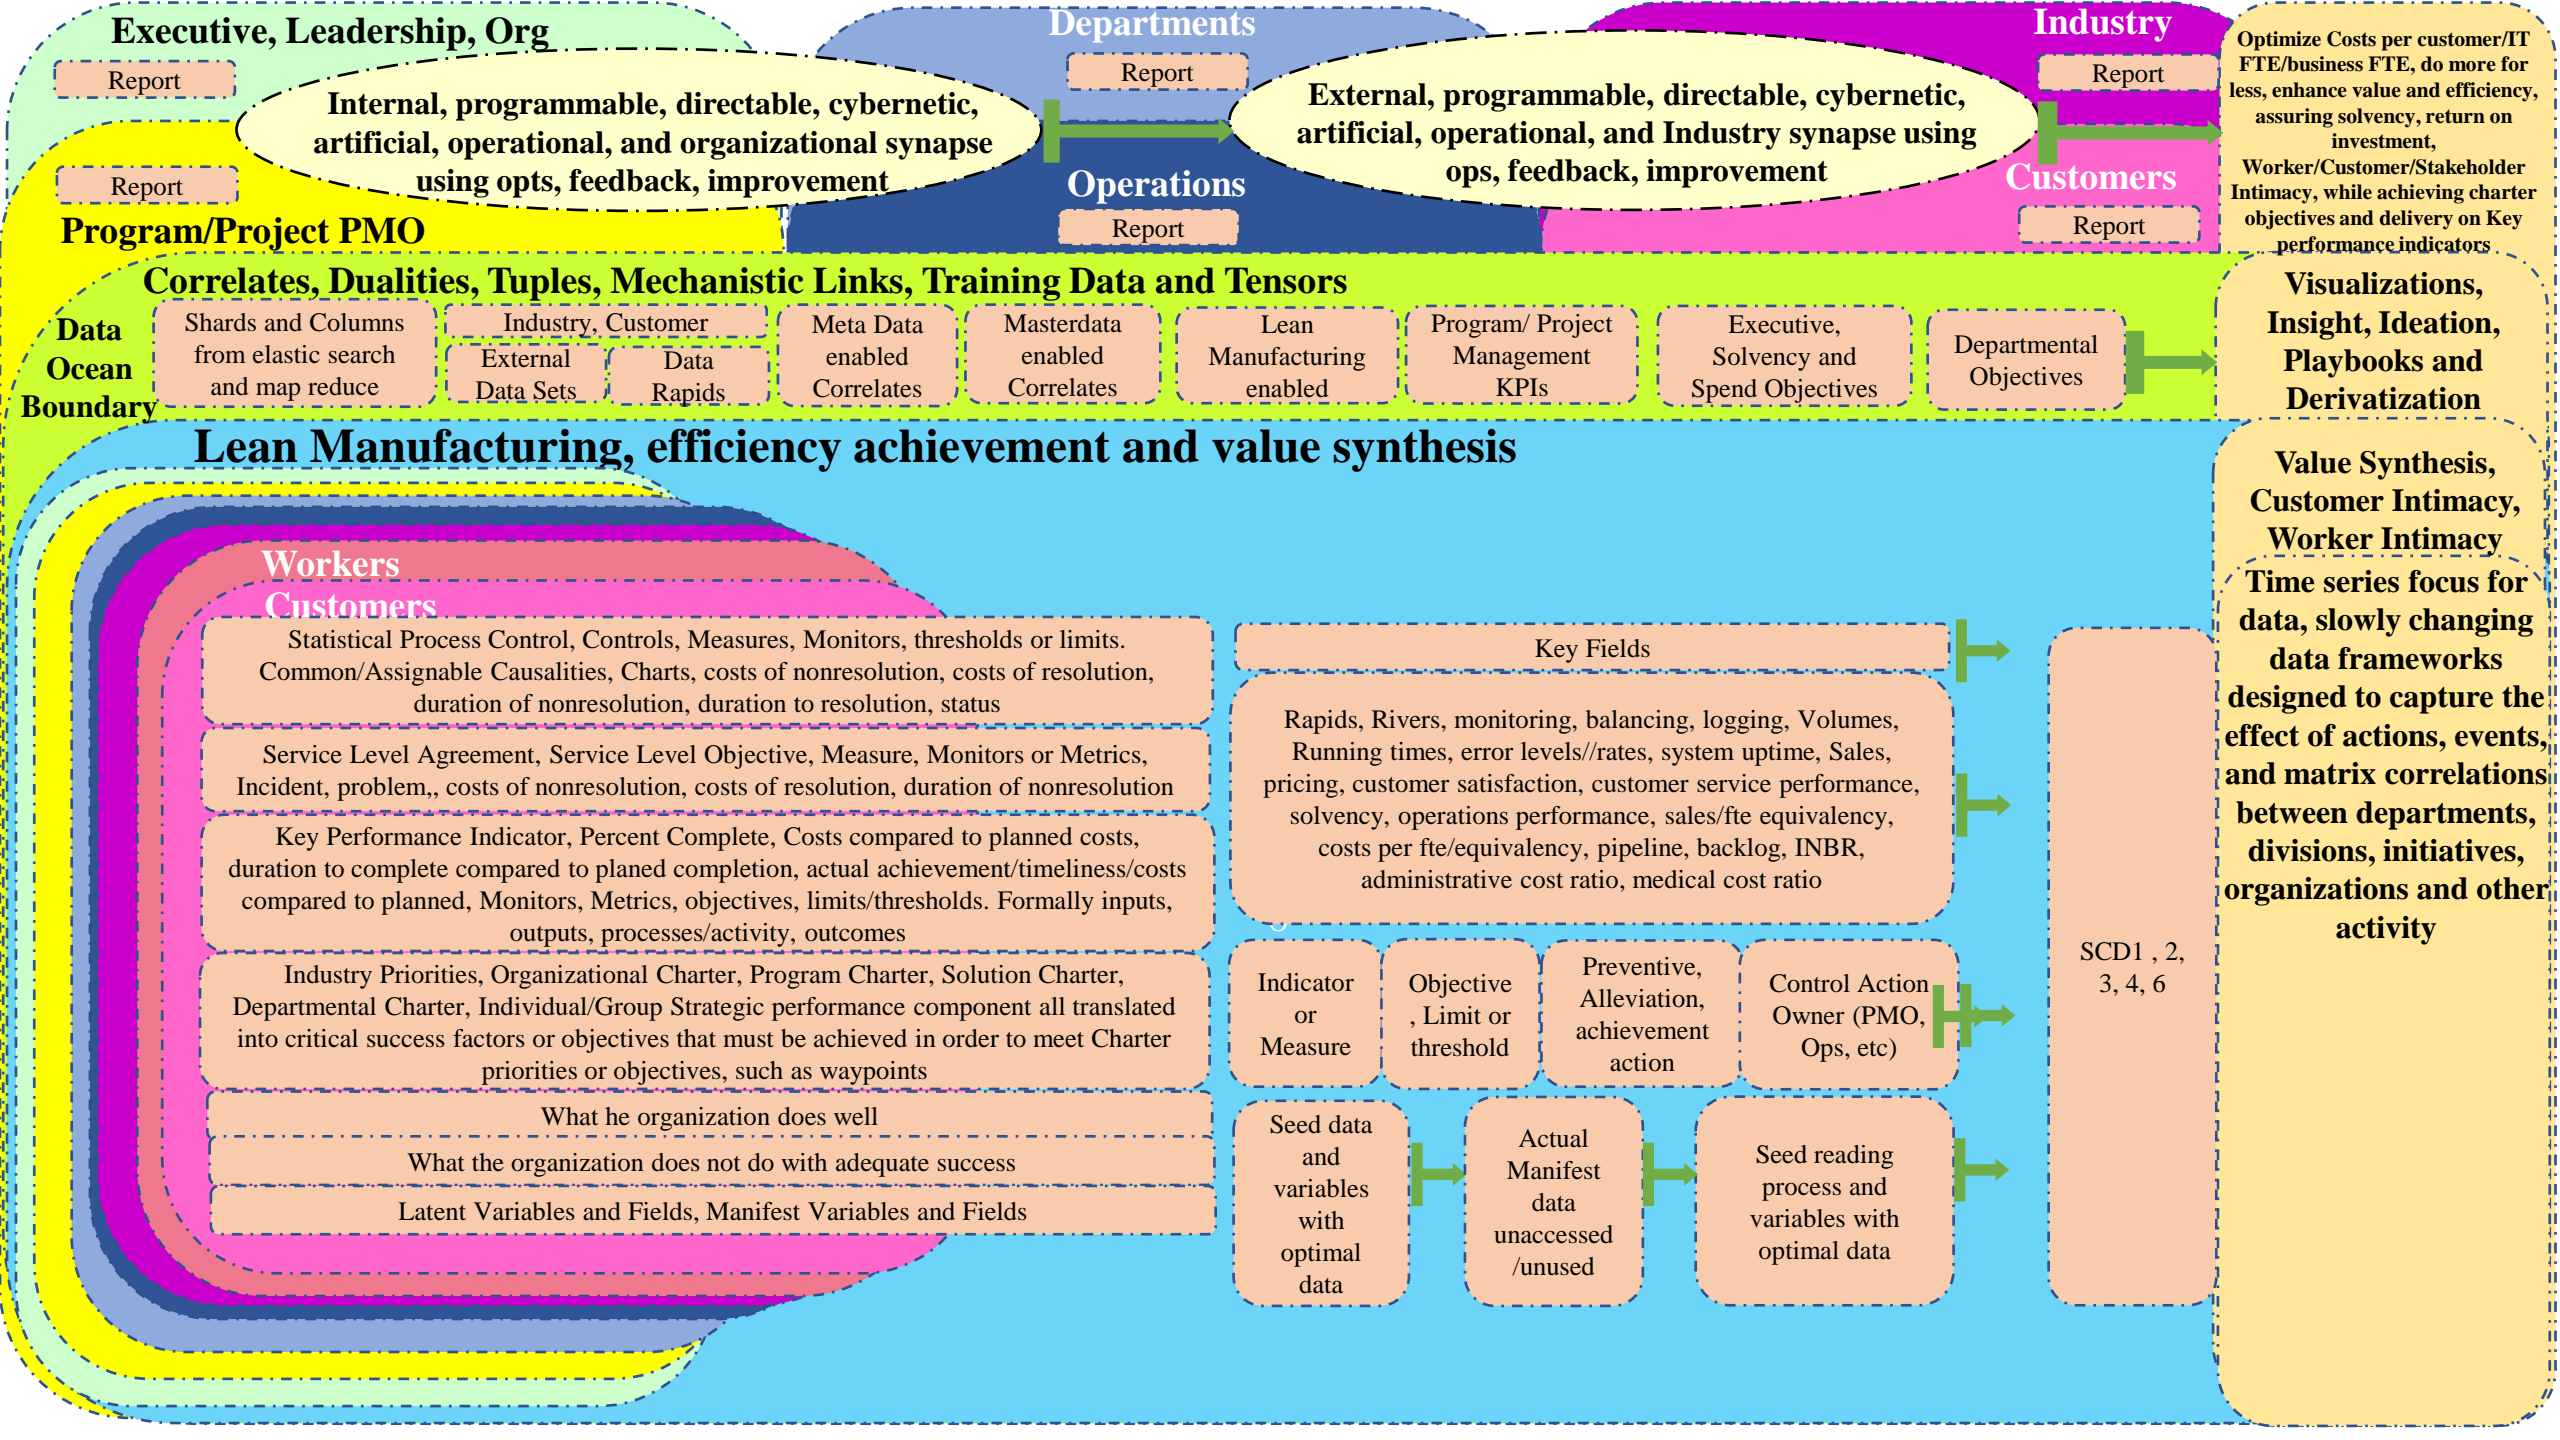 Executive, Leadership, Org
Report
Internal, programmable, directable, cybernetic,
artificial, operational, and organizational synapse
using opts, feedback, improvement
Report
Program/Project PMO
Departments
Report
Operations
Report
External, programmable, directable, cybernetic,
artificial, operational, and Industry synapse using
ops, feedback, improvement
Industry
Report
Customers
Report
Optimize Costs per customer/IT
FTE/business FTE, do more for
less, enhance value and efficiency,
assuring solvency, return on
investment,
Worker/Customer/Stakeholder
Intimacy, while achieving charter
objectives and delivery on Key
performance indicators
Correlates, Dualities, Tuples, Mechanistic Links, Training Data and Tensors
Data
Ocean
Boundary
Shards and Columns
from elastic search
and map reduce
Industry, Customer
External
Data Sets
Data
Rapids
Meta Data
enabled
Correlates
Masterdata
enabled
Correlates
Lean
Manufacturing
enabled
Program/ Project
Management
KPIs
Executive,
Solvency and
Spend Objectives
Departmental
Objectives
Visualizations,
Insight, Ideation,
Playbooks and
Derivatization
Lean Manufacturing, efficiency achievement and value synthesis
Value Synthesis,
Customer Intimacy,
Worker Intimacy
Workers
Customers
Statistical Process Control, Controls, Measures, Monitors, thresholds or limits.
Common/Assignable Causalities, Charts, costs of nonresolution, costs of resolution,
duration of nonresolution, duration to resolution, status
Service Level Agreement, Service Level Objective, Measure, Monitors or Metrics,
Incident, problem,, costs of nonresolution, costs of resolution, duration of nonresolution
Key Performance Indicator, Percent Complete, Costs compared to planned costs,
duration to complete compared to planed completion, actual achievement/timeliness/costs
compared to planned, Monitors, Metrics, objectives, limits/thresholds. Formally inputs,
outputs, processes/activity, outcomes
Industry Priorities, Organizational Charter, Program Charter, Solution Charter,
Departmental Charter, Individual/Group Strategic performance component all translated
into critical success factors or objectives that must be achieved in order to meet Charter
priorities or objectives, such as waypoints
What he organization does well
What the organization does not do with adequate success
Latent Variables and Fields, Manifest Variables and Fields
Key Fields
Rapids, Rivers, monitoring, balancing, logging, Volumes,
Running times, error levels//rates, system uptime, Sales,
pricing, customer satisfaction, customer service performance,
solvency, operations performance, sales/fte equivalency,
costs per fte/equivalency, pipeline, backlog, INBR,
administrative cost ratio, medical cost ratio
Indicator
or
Measure
Objective
, Limit or
threshold
Preventive,
Alleviation,
achievement
action
Control Action
Owner (PMO,
Ops, etc)
Seed data
and
variables
with
optimal
data
Actual
Manifest
data
unaccessed
/unused
Seed reading
process and
variables with
optimal data
SCD1 , 2,
3, 4, 6
Time series focus for
data, slowly changing
data frameworks
designed to capture the
effect of actions, events,
and matrix correlations
between departments,
divisions, initiatives,
organizations and other
activity